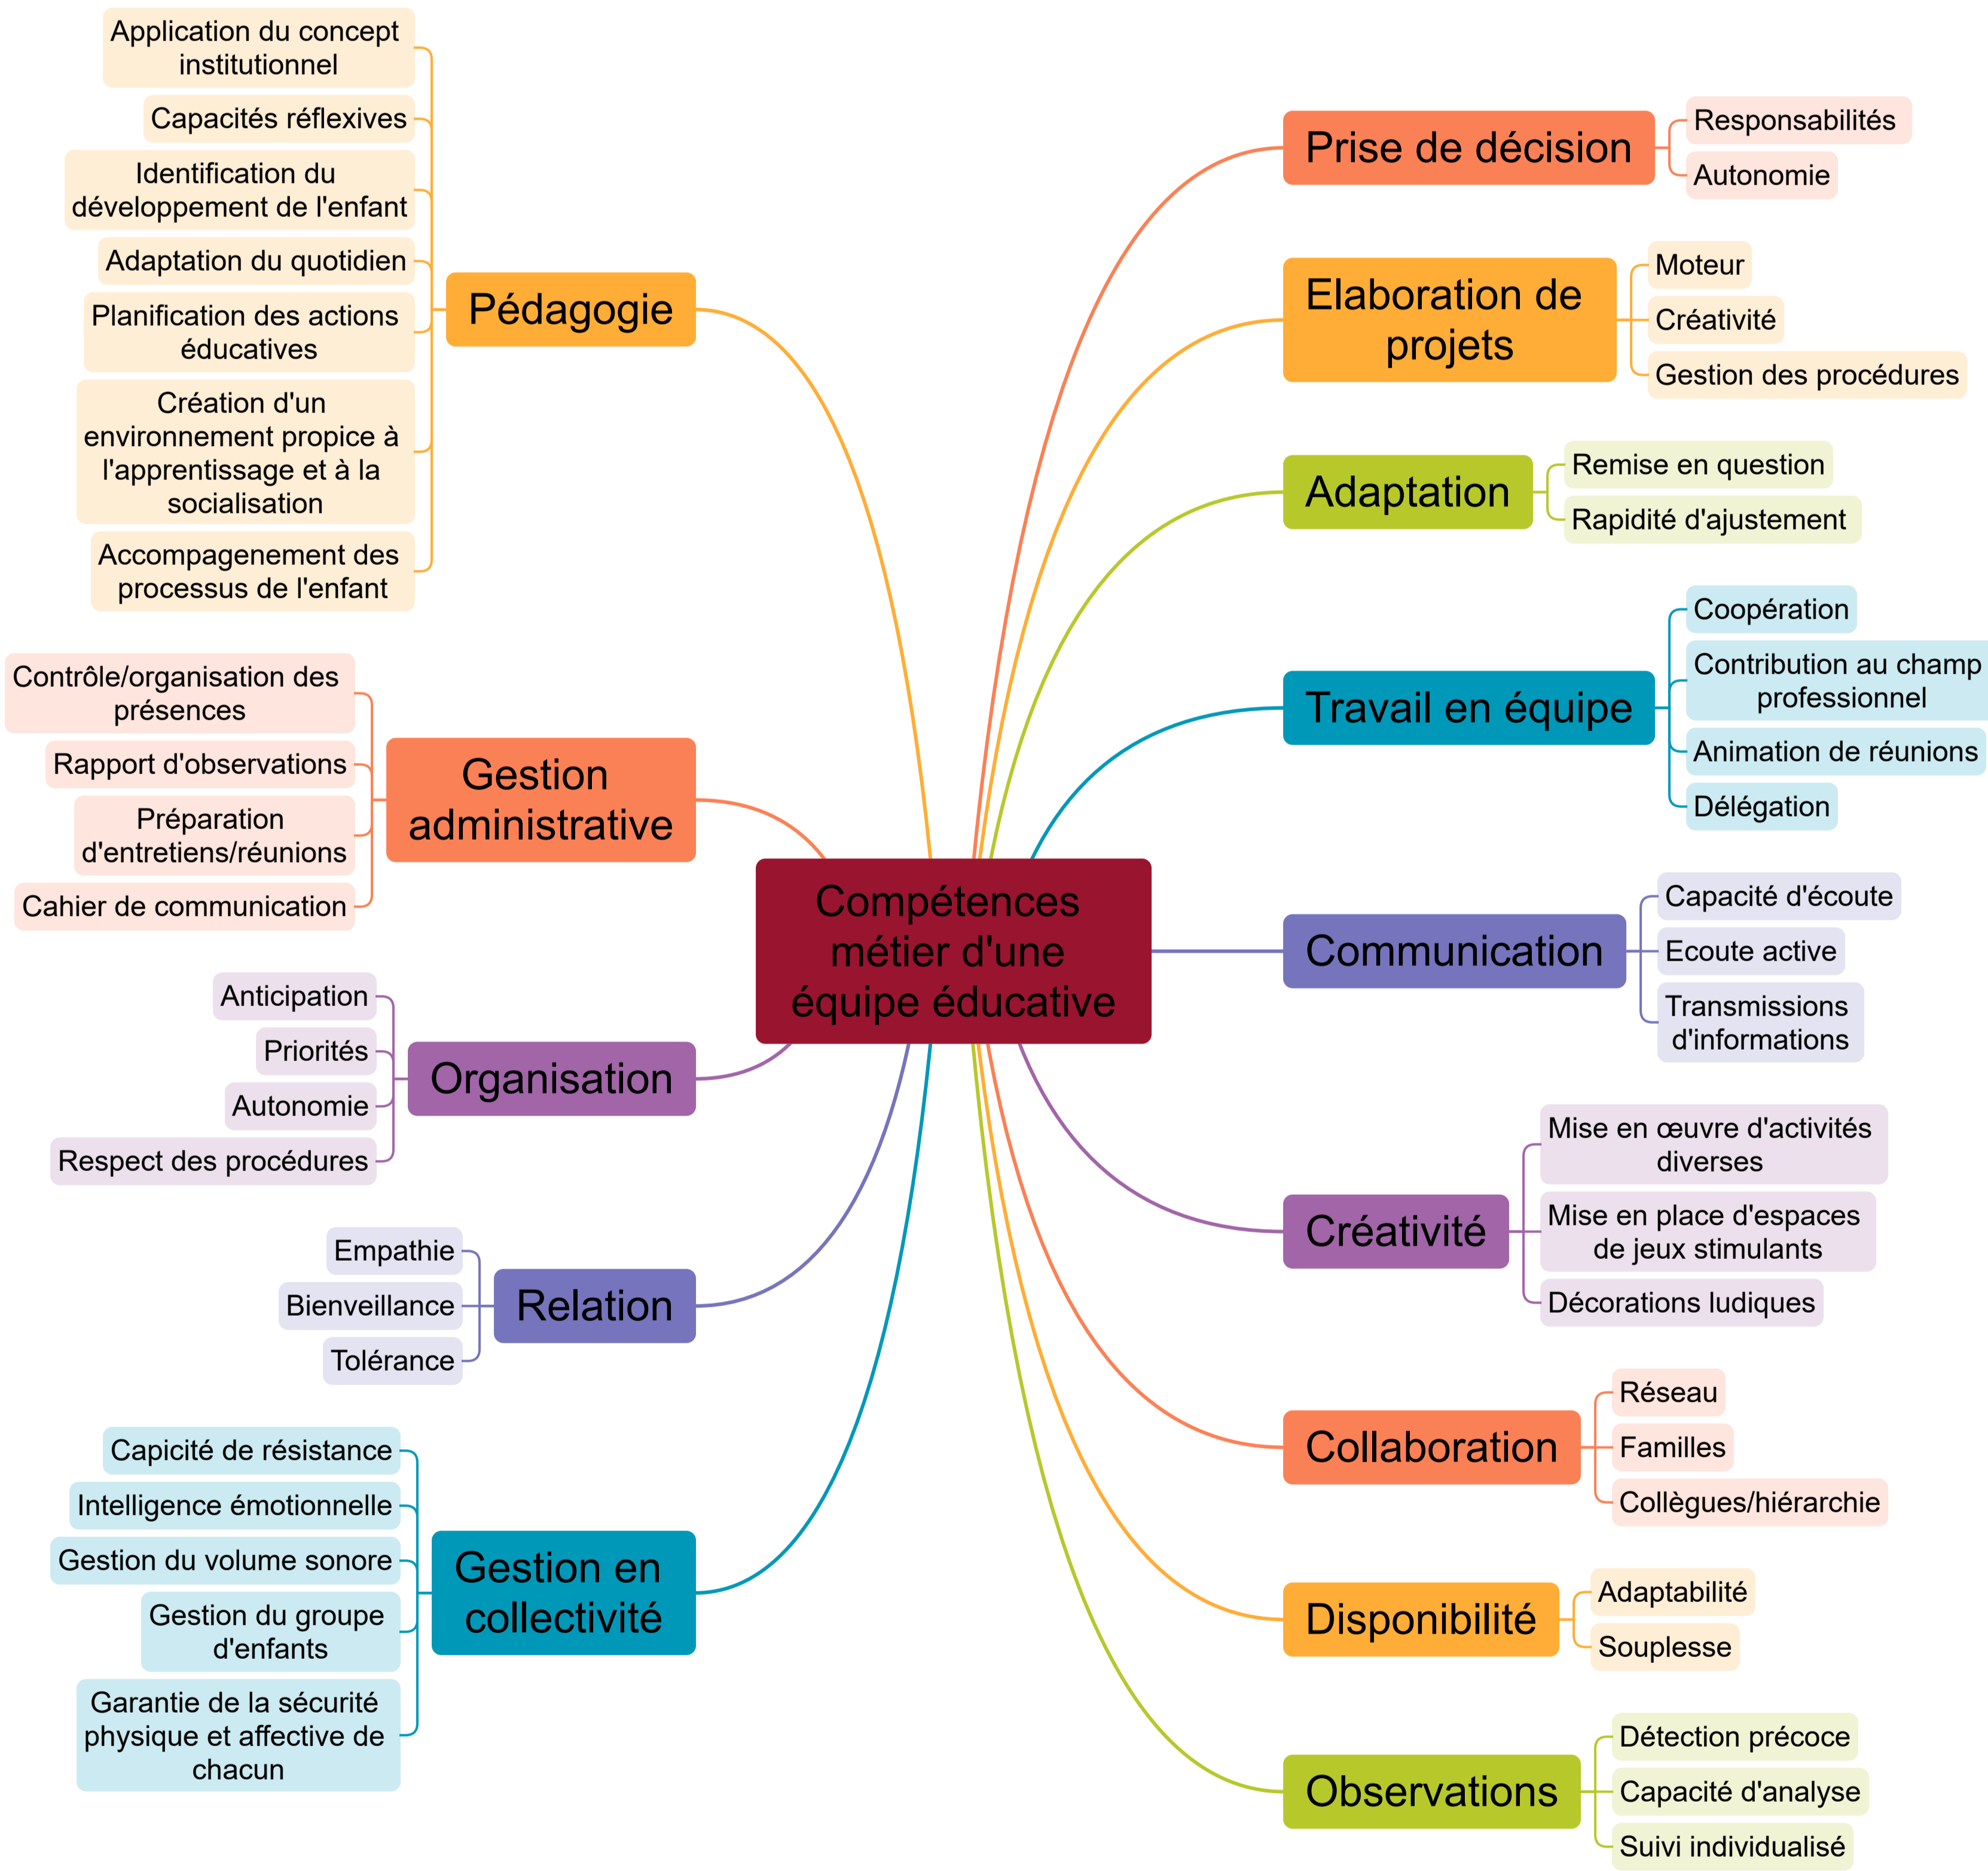 Compétences
métier d'une
équipe éducative
Prise de décision
Responsabilités
Autonomie
Elaboration de
projets
Moteur
Créativité
Gestion des procédures
Adaptation
Remise en question
Rapidité d'ajustement
Travail en équipe
Coopération
Contribution au champ
professionnel
Animation de réunions
Délégation
Communication
Capacité d'écoute
Ecoute active
Transmissions
d'informations
Créativité
Mise en œuvre d'activités
diverses
Mise en place d'espaces
de jeux stimulants
Décorations ludiques
Collaboration
Réseau
Familles
Collègues/hiérarchie
Disponibilité
Adaptabilité
Souplesse
Observations
Détection précoce
Capacité d'analyse
Suivi individualisé
Pédagogie
Application du concept
institutionnel
Capacités réflexives
Identification du
développement de l'enfant
Adaptation du quotidien
Planification des actions
éducatives
Création d'un
environnement propice à
l'apprentissage et à la
socialisation
Accompagenement des
processus de l'enfant
Gestion
administrative
Contrôle/organisation des
présences
Rapport d'observations
Préparation
d'entretiens/réunions
Cahier de communication
Organisation
Anticipation
Priorités
Autonomie
Respect des procédures
Relation
Empathie
Bienveillance
Tolérance
Gestion en
collectivité
Capicité de résistance
Intelligence émotionnelle
Gestion du volume sonore
Gestion du groupe
d'enfants
Garantie de la sécurité
physique et affective de
chacun